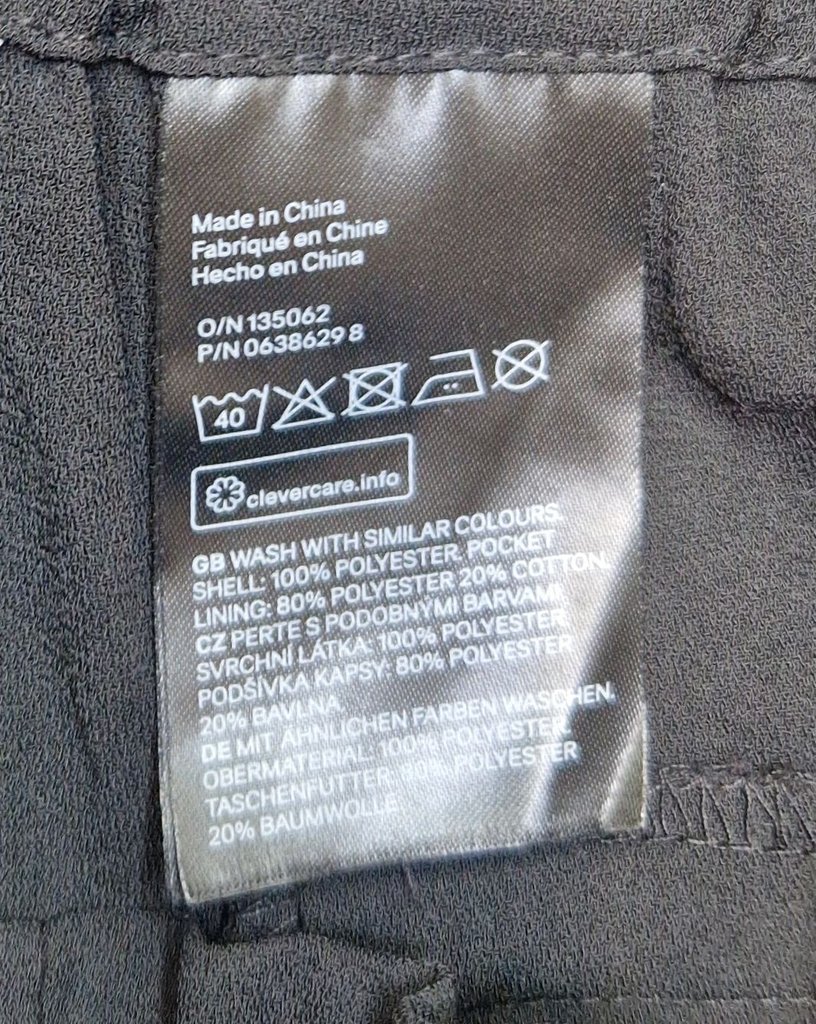 Made in China
Fabriqué en Chine
Hecho en China
O/N 135062
P/N 0638629 8
40
clevercare.info
GB WASH WITH SIMILAR COLOURS.
SHELL: 100% POLYESTER. POCKET
LINING: 80% POLYESTER 20% COTTON.
CZ PERTE S PODOBNÝMI BARVAMI.
SVRCHNÍ LÁTKA: 100% POLYESTER
PODŠÍVKA KAPSY: 80% POLYESTER
20% BAVLNA
DE MIT ÄHNLICHEN FARBEN WASCHEN.
OBERMATERIAL: 100% POLYESTER.
TASCHENFUTTER: 80% POLYESTER
20% BAUMWOLLE